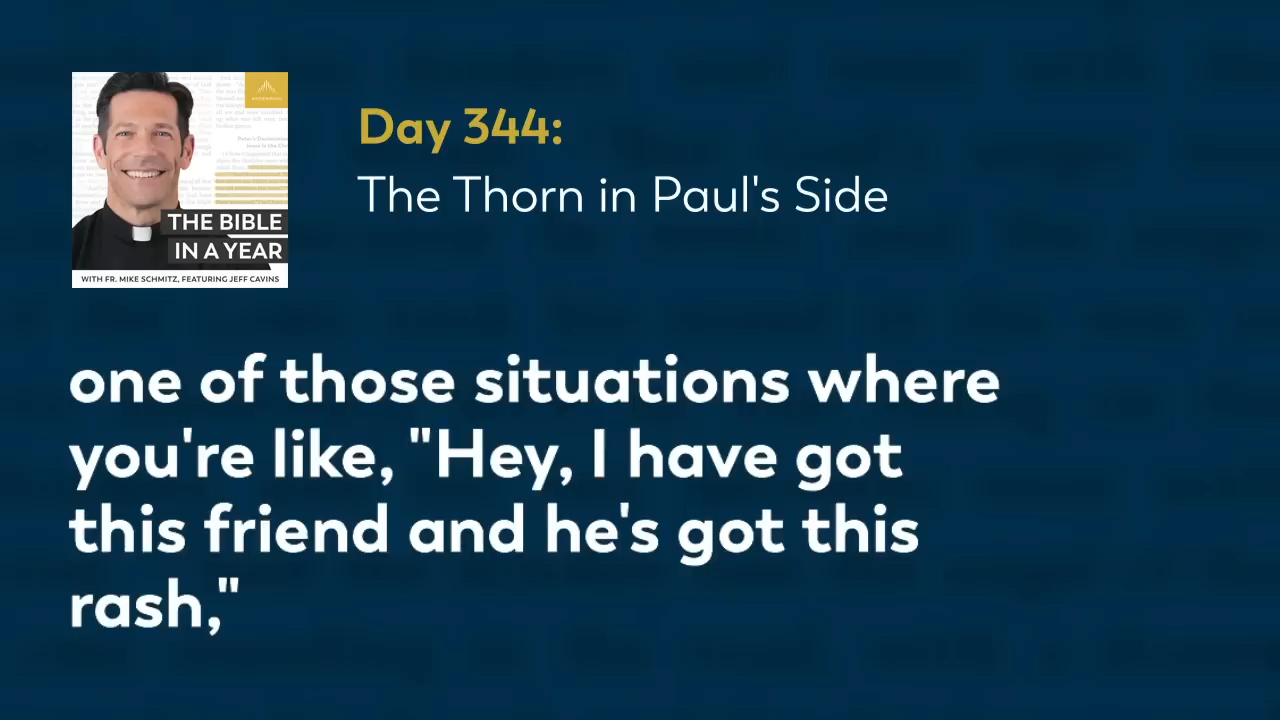 Day 344:
The Thorn in Paul's Side
THE BIBLE
IN A YEAR
WITH FR. MIKE SCHMITZ, FEATURING JEFF CAVINS
one of those situations where
you're like, "Hey, I have got
this friend and he's got this
rash,"